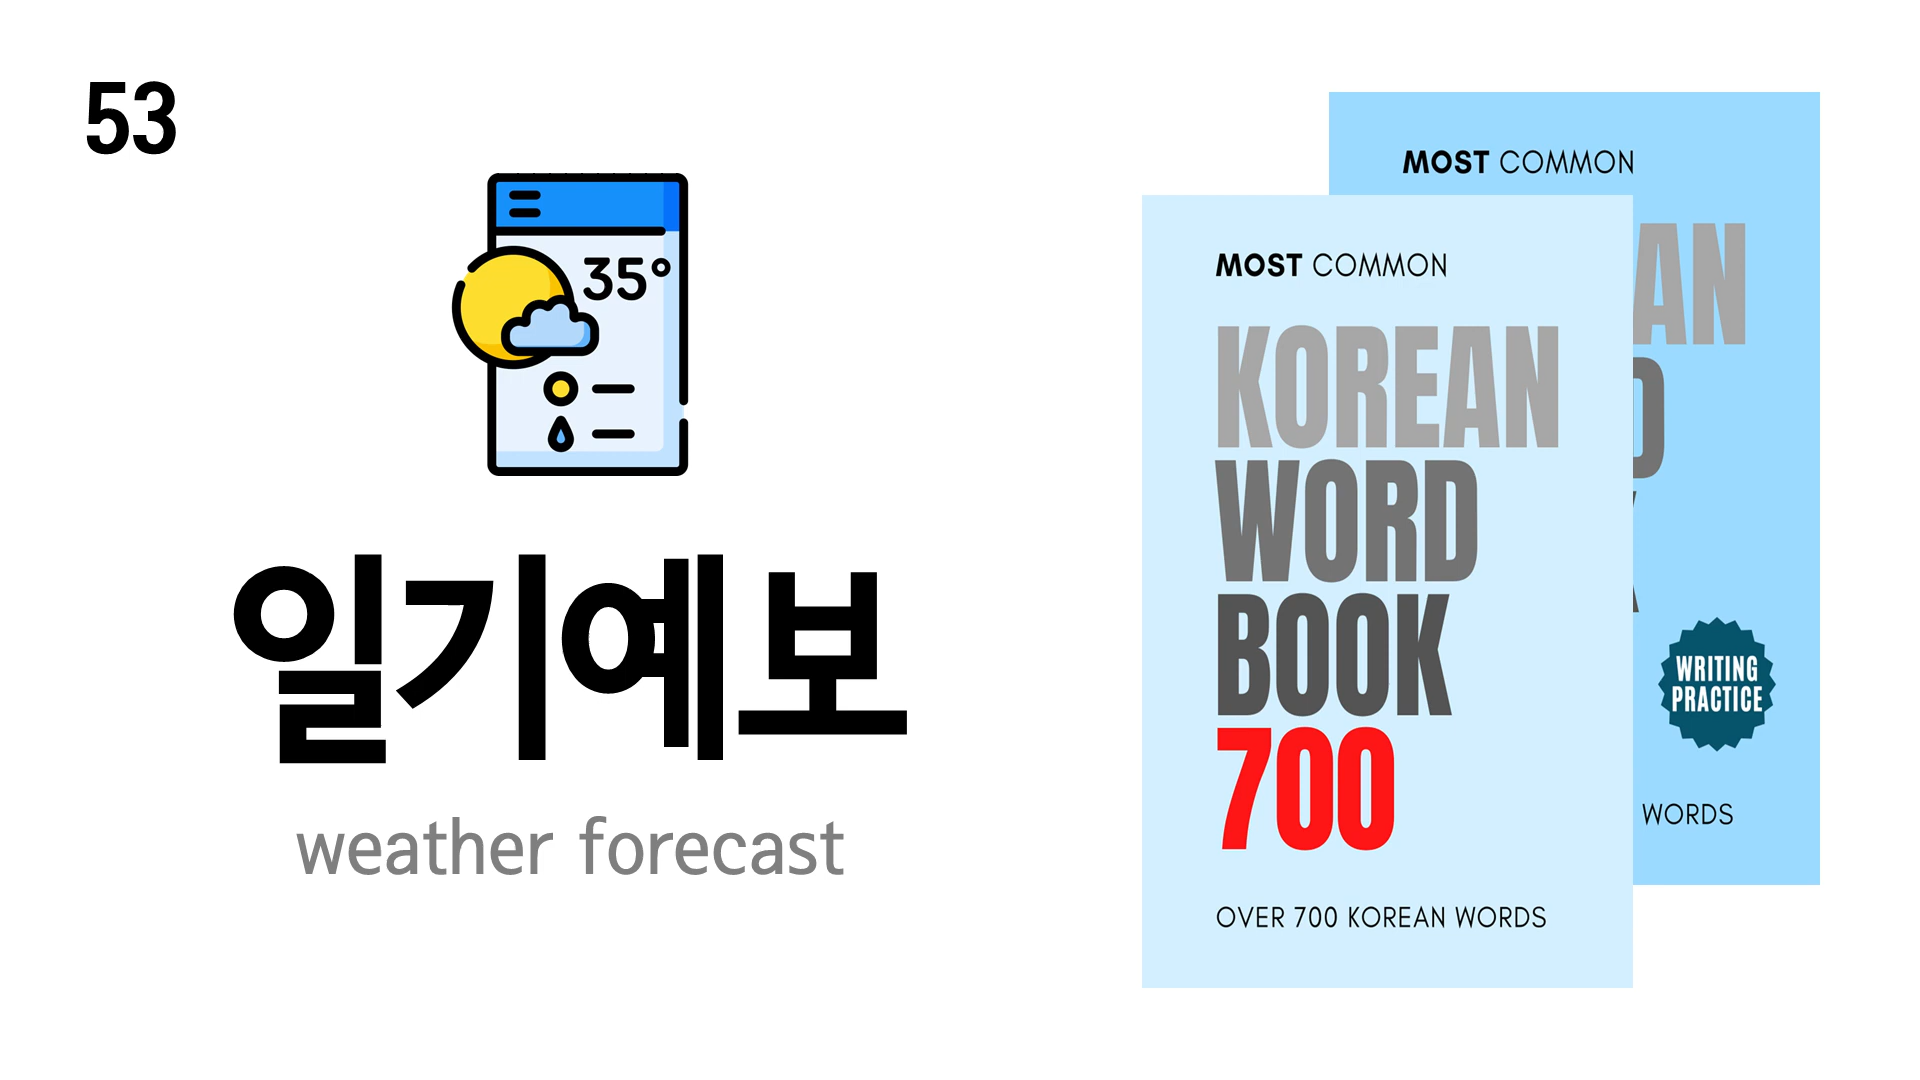 53
35°
일기예보
weather forecast
MOST COMMON
KOREAN
WORD
BOOK
700
OVER 700 KOREAN WORDS
MOST COMMON
WRITING
PRACTICE
WORDS